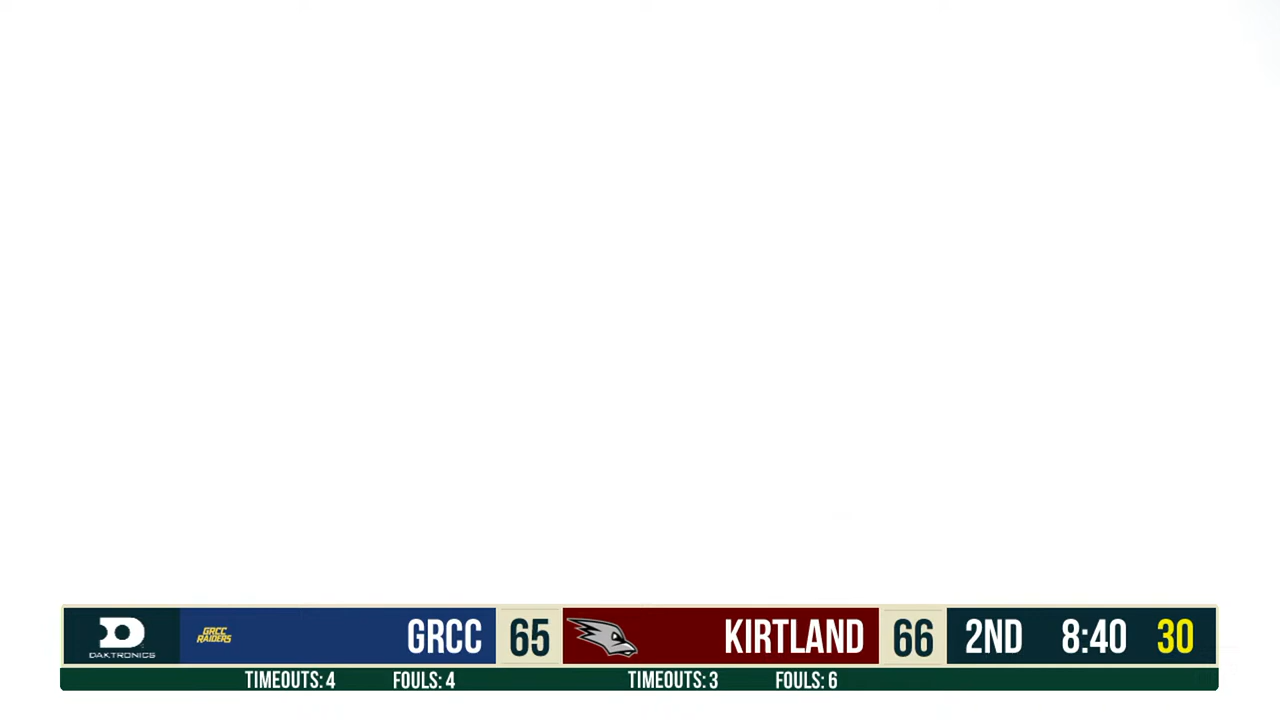 DAKTRONICS
GRCC RAIDERS
GRCC 65 KIRTLAND 66 2ND 8:40 30
TIMEOUTS: 4 FOULS: 4 TIMEOUTS: 3 FOULS: 6